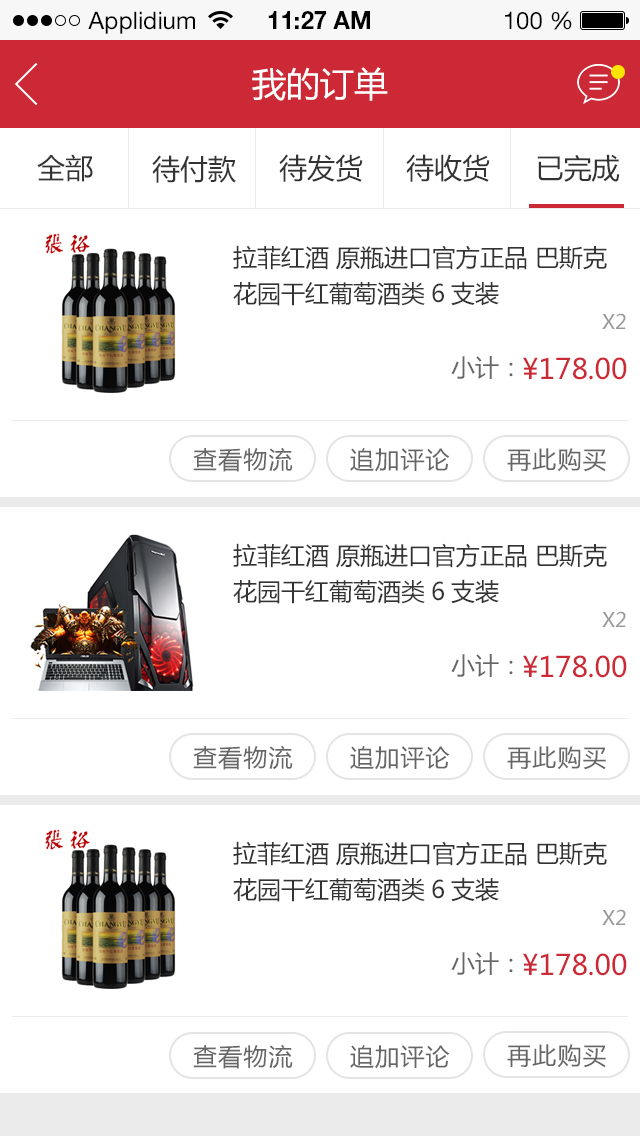 Applidium 11:27 AM 100 %
我的订单
全部 待付款 待发货 待收货 已完成
張裕
CHANGYU
拉菲红酒 原瓶进口官方正品 巴斯克
花园干红葡萄酒类 6 支装
X2
小计：¥178.00
查看物流 追加评论 再此购买
拉菲红酒 原瓶进口官方正品 巴斯克
花园干红葡萄酒类 6 支装
X2
小计：¥178.00
查看物流 追加评论 再此购买
張裕
CHANGYU
拉菲红酒 原瓶进口官方正品 巴斯克
花园干红葡萄酒类 6 支装
X2
小计：¥178.00
查看物流 追加评论 再此购买